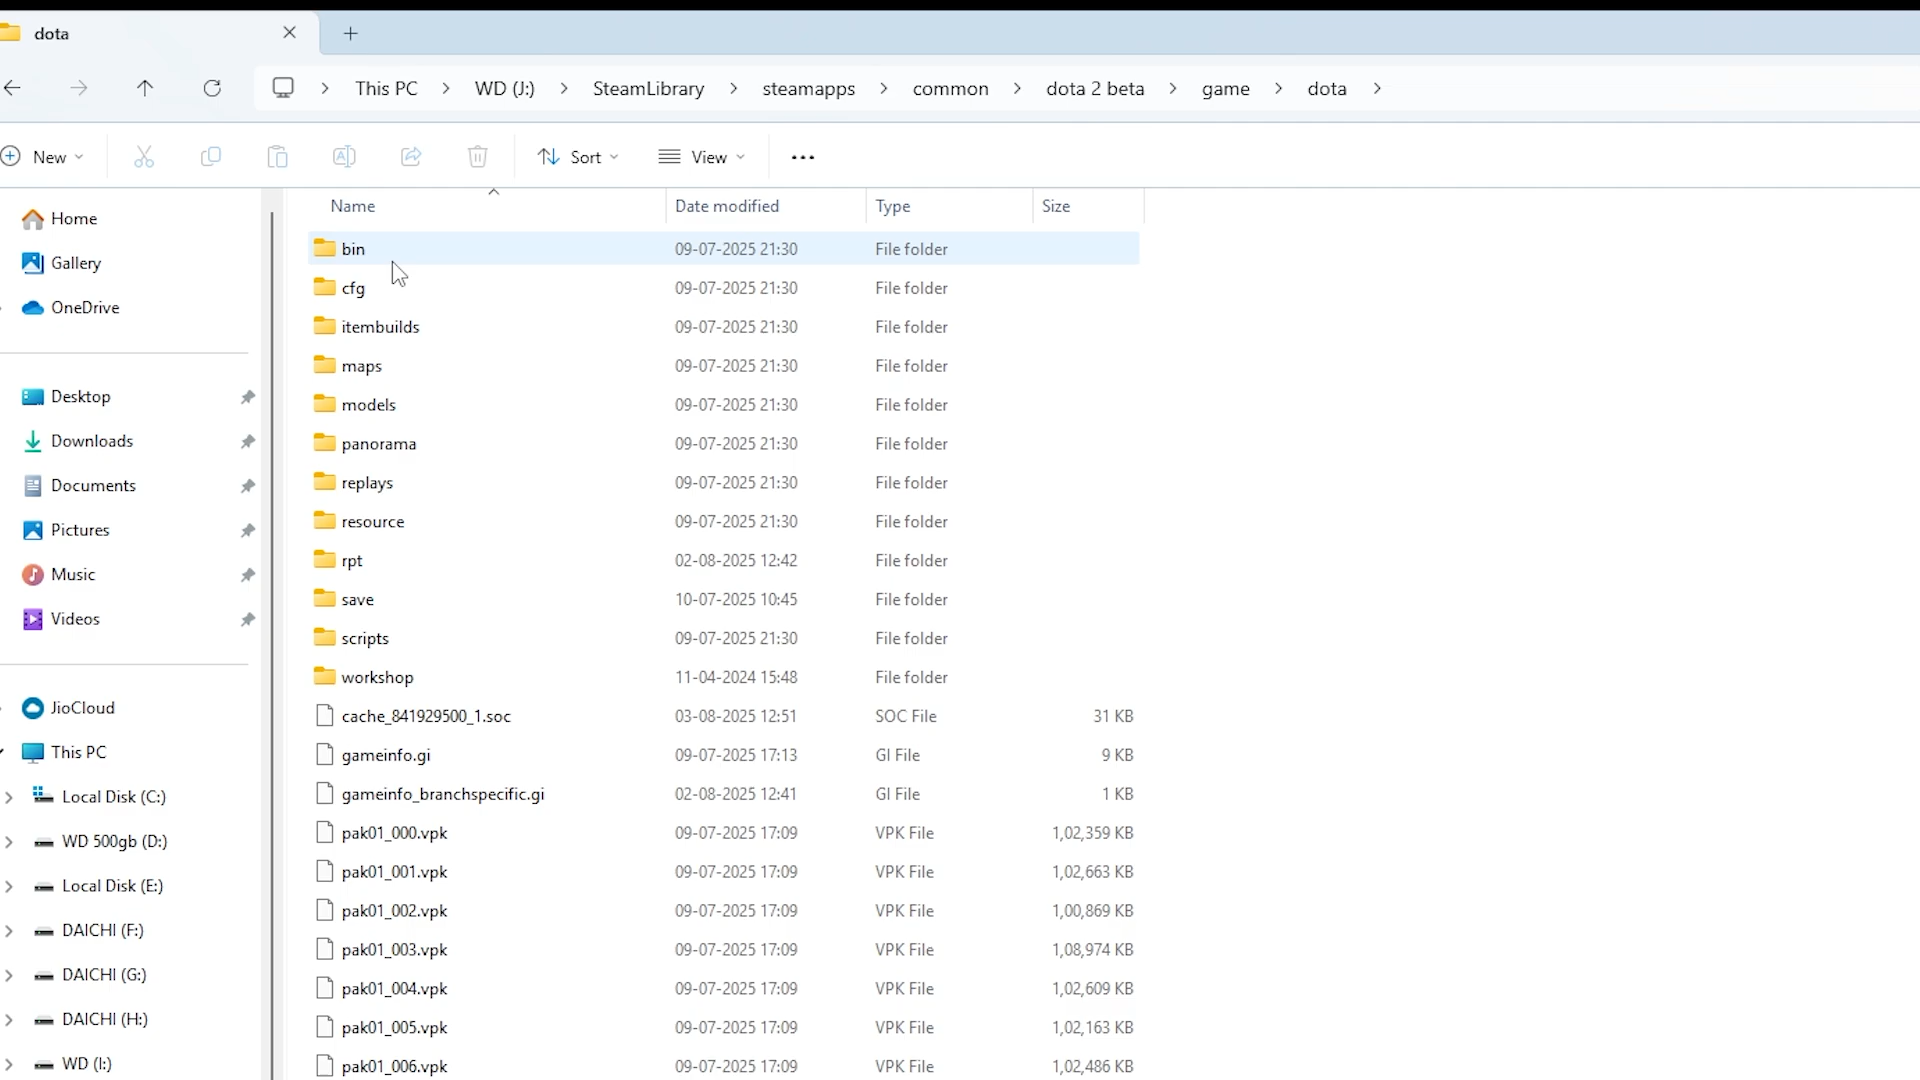 dota
This PC > WD (J:) > SteamLibrary > steamapps > common > dota 2 beta > game > dota >
New Sort View
Name Date modified Type Size
Home
Gallery
OneDrive
Desktop
Downloads
Documents
Pictures
Music
Videos
JioCloud
This PC
Local Disk (C:)
WD 500gb (D:)
Local Disk (E:)
DAICHI (F:)
DAICHI (G:)
DAICHI (H:)
WD (I:)
bin 09-07-2025 21:30 File folder
cfg 09-07-2025 21:30 File folder
itembuilds 09-07-2025 21:30 File folder
maps 09-07-2025 21:30 File folder
models 09-07-2025 21:30 File folder
panorama 09-07-2025 21:30 File folder
replays 09-07-2025 21:30 File folder
resource 09-07-2025 21:30 File folder
rpt 02-08-2025 12:42 File folder
save 10-07-2025 10:45 File folder
scripts 09-07-2025 21:30 File folder
workshop 11-04-2024 15:48 File folder
cache_841929500_1.soc 03-08-2025 12:51 SOC File 31 KB
gameinfo.gi 09-07-2025 17:13 GI File 9 KB
gameinfo_branchspecific.gi 02-08-2025 12:41 GI File 1 KB
pak01_000.vpk 09-07-2025 17:09 VPK File 1,02,359 KB
pak01_001.vpk 09-07-2025 17:09 VPK File 1,02,663 KB
pak01_002.vpk 09-07-2025 17:09 VPK File 1,00,869 KB
pak01_003.vpk 09-07-2025 17:09 VPK File 1,08,974 KB
pak01_004.vpk 09-07-2025 17:09 VPK File 1,02,609 KB
pak01_005.vpk 09-07-2025 17:09 VPK File 1,02,163 KB
pak01_006.vpk 09-07-2025 17:09 VPK File 1,02,486 KB